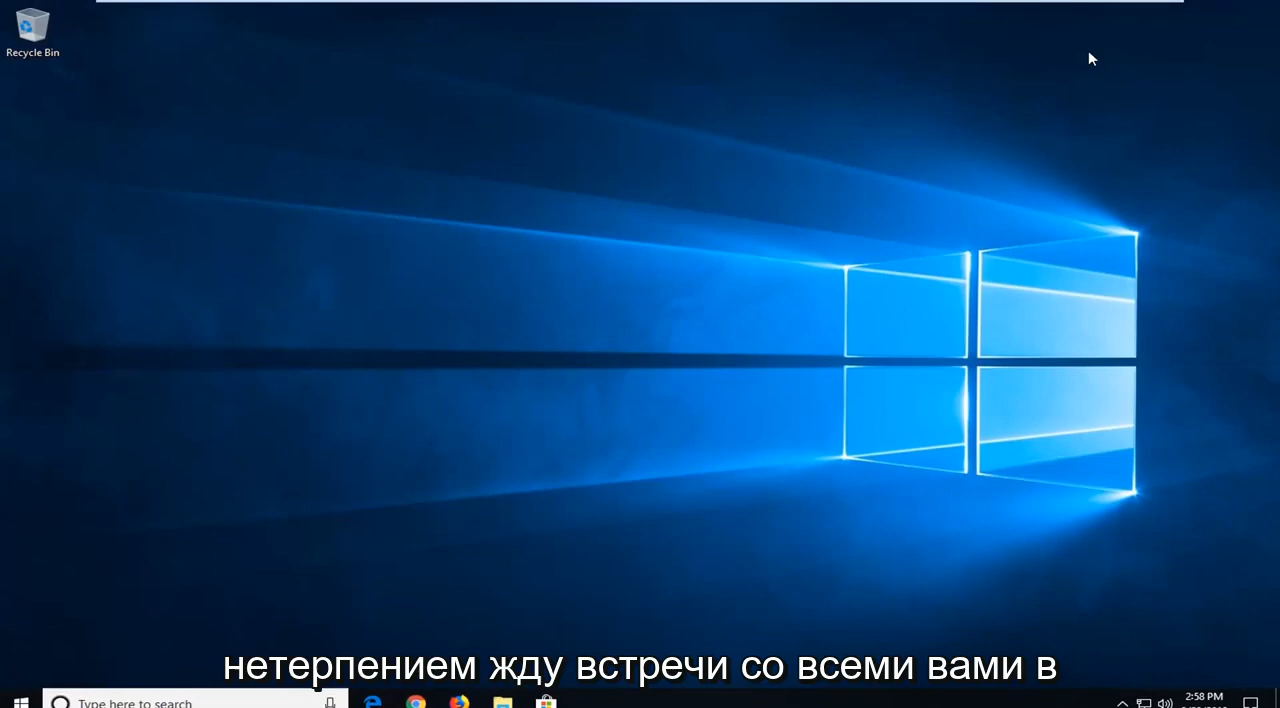 Recycle Bin
нетерпением жду встречи со всеми вами в
Type here to search
2:58 PM